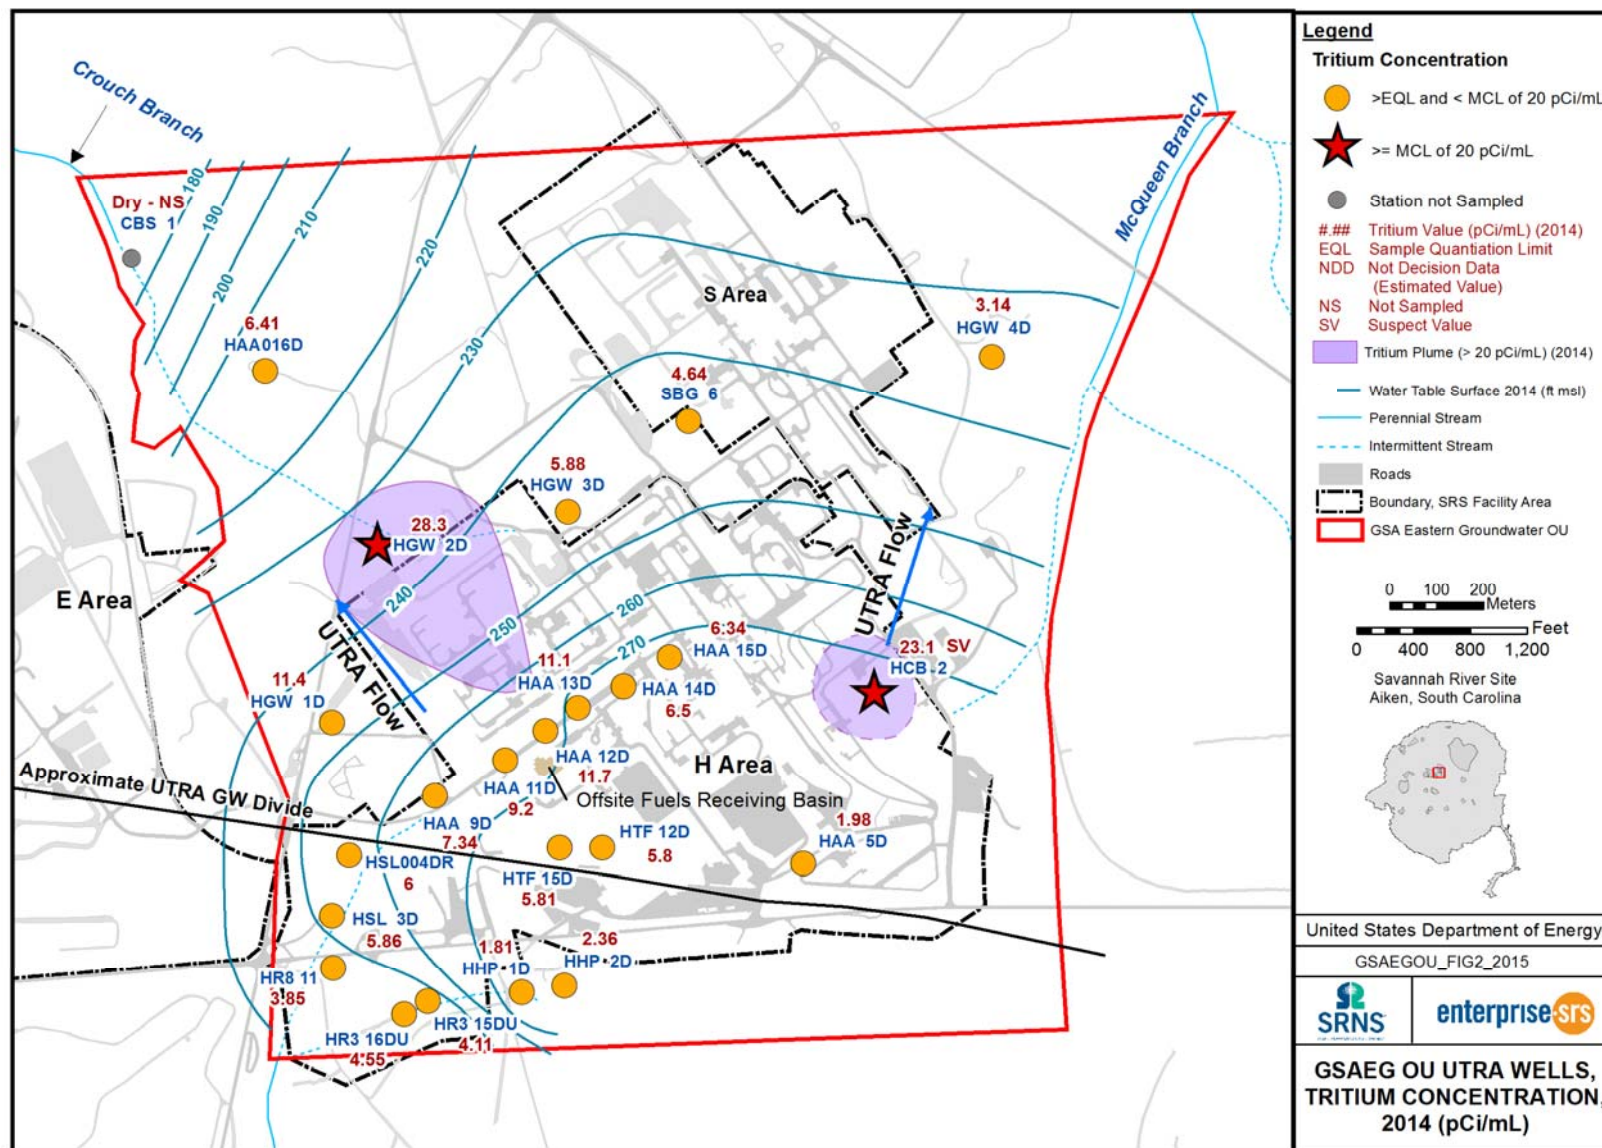 Crouch Branch
McQueen Branch
Dry - NS
CBS 1
180
190
200
210
220
230
240
250
260
270
6.41
HAA016D
S Area
3.14
HGW 4D
4.64
SBG 6
5.88
HGW 3D
28.3
HGW 2D
E Area
UTRA Flow
UTRA Flow
11.4
HGW 1D
11.1
HAA 13D
6.34
HAA 15D
HAA 14D
6.5
23.1 SV
HCB 2
HAA 12D
11.7
H Area
HAA 11D
9.2
Offsite Fuels Receiving Basin
Approximate UTRA GW Divide
HAA 9D
7.34
HTF 12D
5.8
1.98
HAA 5D
HSL004DR
6
HTF 15D
5.81
HSL 3D
5.86
1.81
HHP 1D
2.36
HHP 2D
HR8 11
3.85
HR3 15DU
4.11
HR3 16DU
4.55
Legend
Tritium Concentration
>EQL and < MCL of 20 pCi/mL
>= MCL of 20 pCi/mL
Station not Sampled
#.## Tritium Value (pCi/mL) (2014)
EQL Sample Quantiation Limit
NDD Not Decision Data
(Estimated Value)
NS Not Sampled
SV Suspect Value
Tritium Plume (> 20 pCi/mL) (2014)
Water Table Surface 2014 (ft msl)
Perennial Stream
Intermittent Stream
Roads
Boundary, SRS Facility Area
GSA Eastern Groundwater OU
0 100 200
Meters
Feet
0 400 800 1,200
Savannah River Site
Aiken, South Carolina
United States Department of Energy
GSAEGOU_FIG2_2015
SRNS
enterprise·srs
GSAEG OU UTRA WELLS,
TRITIUM CONCENTRATION,
2014 (pCi/mL)